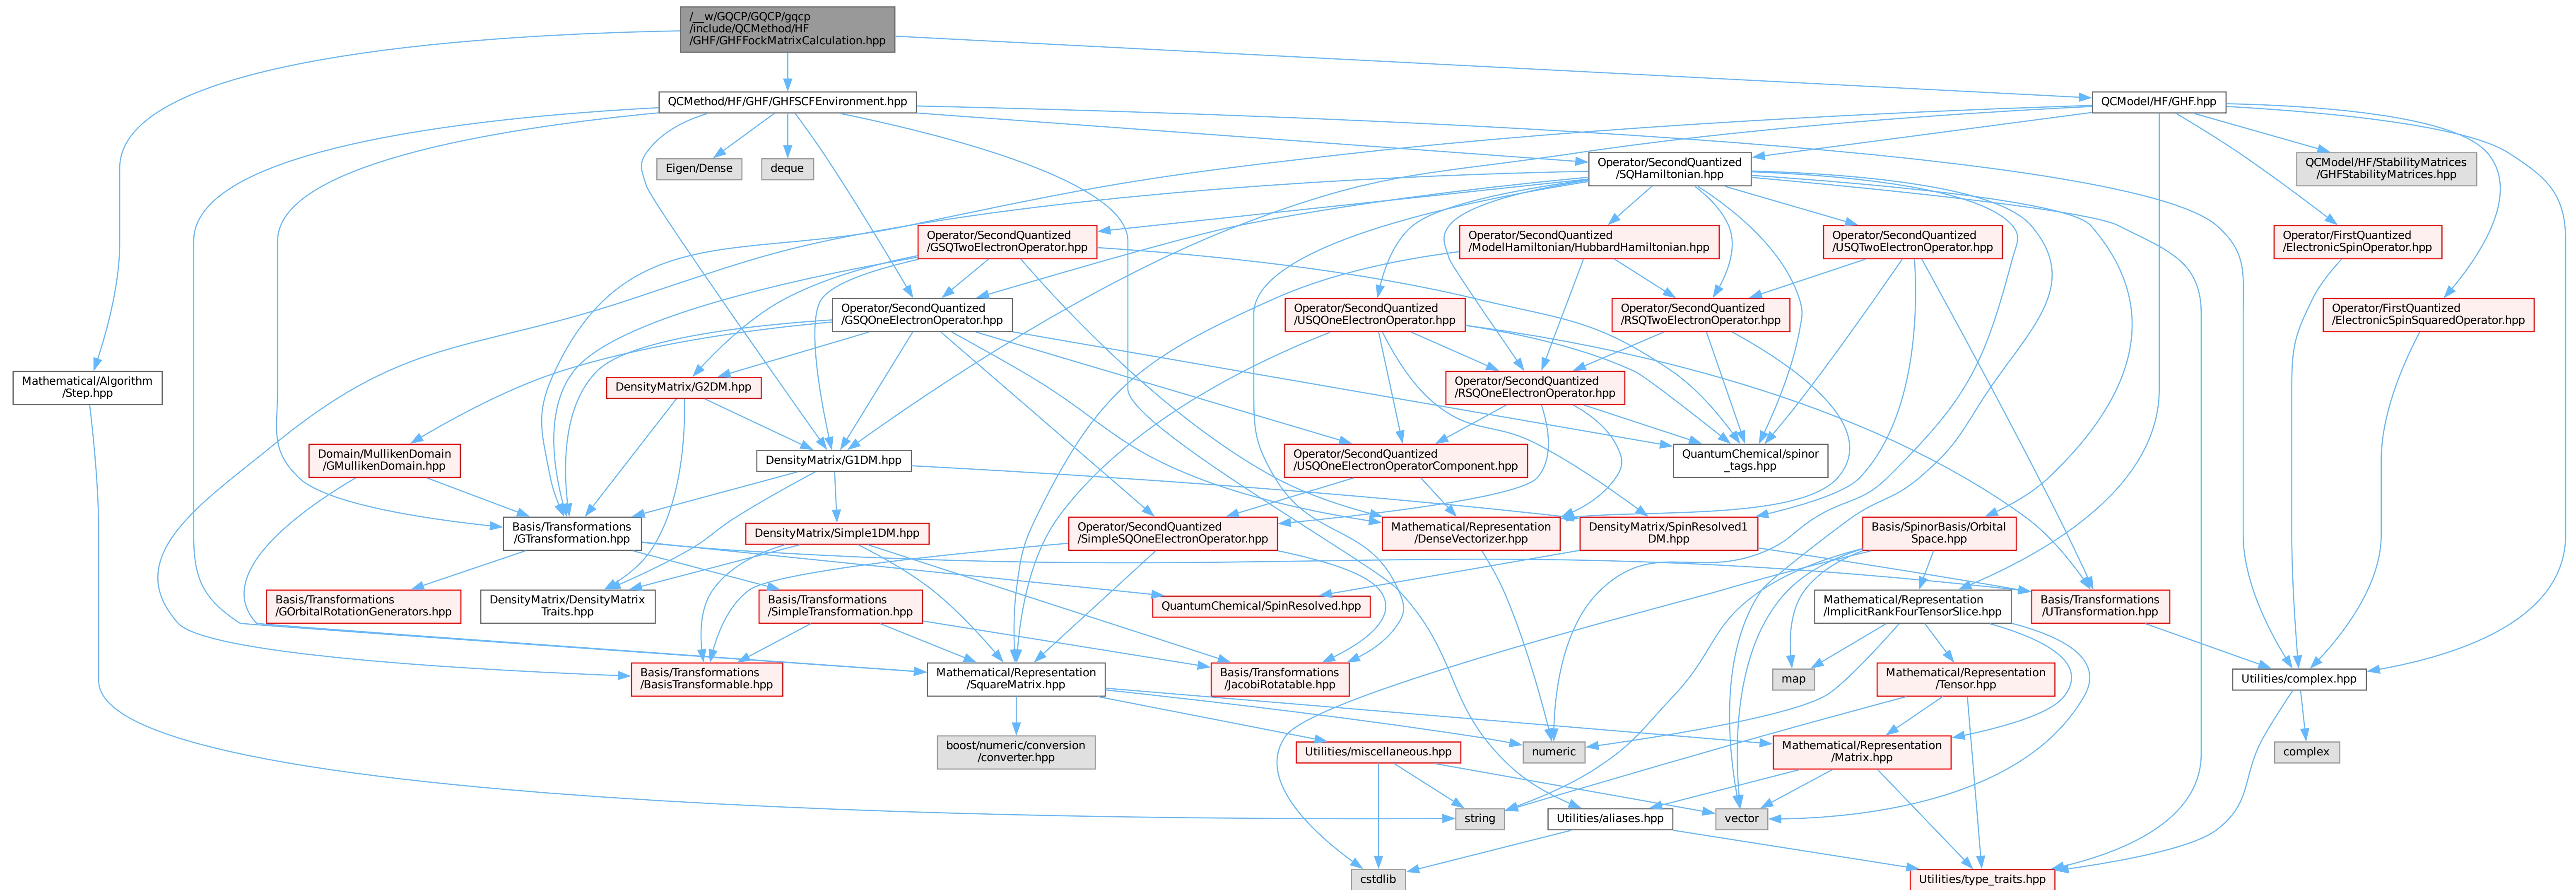 /__w/GQCP/GQCP/gqcp
/include/QCMethod/HF
/GHF/GHFFockMatrixCalculation.hpp
QCMethod/HF/GHF/GHFSCFEnvironment.hpp
QCModel/HF/GHF.hpp
Eigen/Dense
deque
Operator/SecondQuantized
/SQHamiltonian.hpp
QCModel/HF/StabilityMatrices
/GHFStabilityMatrices.hpp
Operator/SecondQuantized
/GSQTwoElectronOperator.hpp
Operator/SecondQuantized
/ModelHamiltonian/HubbardHamiltonian.hpp
Operator/SecondQuantized
/USQTwoElectronOperator.hpp
Operator/FirstQuantized
/ElectronicSpinOperator.hpp
Operator/SecondQuantized
/GSQOneElectronOperator.hpp
Operator/SecondQuantized
/USQOneElectronOperator.hpp
Operator/SecondQuantized
/RSQTwoElectronOperator.hpp
Operator/FirstQuantized
/ElectronicSpinSquaredOperator.hpp
Mathematical/Algorithm
/Step.hpp
DensityMatrix/G2DM.hpp
Operator/SecondQuantized
/RSQOneElectronOperator.hpp
Domain/MullikenDomain
/GMullikenDomain.hpp
DensityMatrix/G1DM.hpp
Operator/SecondQuantized
/USQOneElectronOperatorComponent.hpp
QuantumChemical/spinor
_tags.hpp
Basis/Transformations
/GTransformation.hpp
DensityMatrix/Simple1DM.hpp
Operator/SecondQuantized
/SimpleSQOneElectronOperator.hpp
Mathematical/Representation
/DenseVectorizer.hpp
DensityMatrix/SpinResolved1
DM.hpp
Basis/SpinorBasis/Orbital
Space.hpp
Basis/Transformations
/GOrbitalRotationGenerators.hpp
DensityMatrix/DensityMatrix
Traits.hpp
Basis/Transformations
/SimpleTransformation.hpp
QuantumChemical/SpinResolved.hpp
Mathematical/Representation
/ImplicitRankFourTensorSlice.hpp
Basis/Transformations
/UTransformation.hpp
Basis/Transformations
/BasisTransformable.hpp
Mathematical/Representation
/SquareMatrix.hpp
Basis/Transformations
/JacobiRotatable.hpp
map
Mathematical/Representation
/Tensor.hpp
Utilities/complex.hpp
boost/numeric/conversion
/converter.hpp
Utilities/miscellaneous.hpp
numeric
Mathematical/Representation
/Matrix.hpp
complex
string
Utilities/aliases.hpp
vector
cstdlib
Utilities/type_traits.hpp